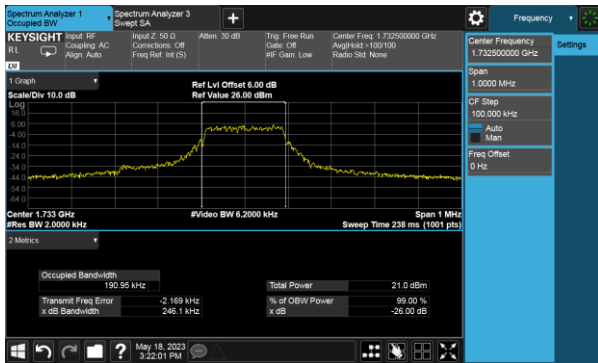 Spectrum Analyzer 1
Occupied BW
Spectrum Analyzer 3
Swept SA
Frequency
KEYSIGHT
RL
LXI
Input: RF
Coupling: AC
Align: Auto
Input Z: 50 Ω
Corrections: Off
Freq Ref: Int (S)
Atten: 30 dB
Trig: Free Run
Gate: Off
#IF Gain: Low
Center Freq: 1.732500000 GHz
Avg|Hold:>100/100
Radio Std: None
Center Frequency
1.732500000 GHz
Settings
Span
1.0000 MHz
CF Step
100.000 kHz
Auto
Man
Freq Offset
0 Hz
1 Graph
Scale/Div 10.0 dB
Ref Lvl Offset 6.00 dB
Ref Value 26.00 dBm
Log
16.0
6.00
-4.00
-14.0
-24.0
-34.0
-44.0
-54.0
-64.0
Center 1.733 GHz
#Video BW 6.2000 kHz
Span 1 MHz
#Res BW 2.0000 kHz
Sweep Time 238 ms (1001 pts)
2 Metrics
Occupied Bandwidth
190.95 kHz
Total Power 21.0 dBm
Transmit Freq Error -2.169 kHz
% of OBW Power 99.00 %
x dB Bandwidth 246.1 kHz
x dB -26.00 dB
May 18, 2023
3:22:01 PM